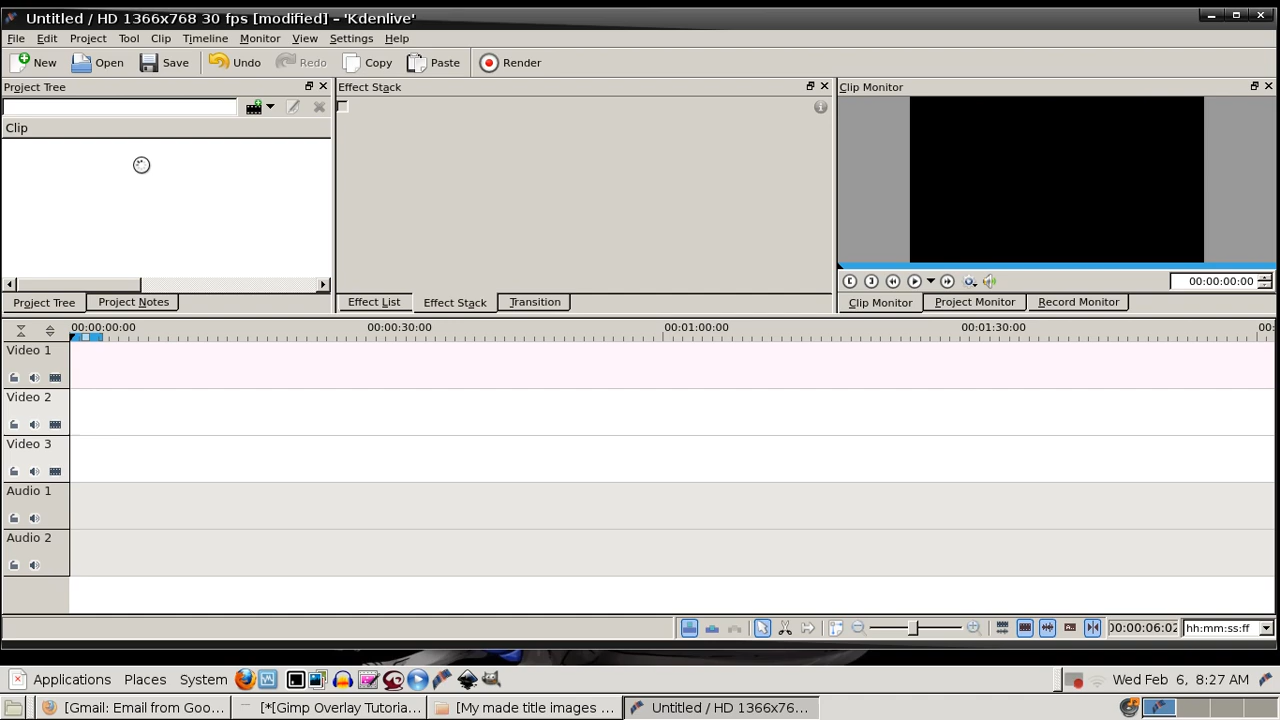 Untitled / HD 1366x768 30 fps [modified] – 'Kdenlive'
File Edit Project Tool Clip Timeline Monitor View Settings Help
New Open Save Undo Redo Copy Paste Render
Project Tree Effect Stack Clip Monitor
Clip
00:00:00:00
Project Tree Project Notes Effect List Effect Stack Transition Clip Monitor Project Monitor Record Monitor
00:00:00:00 00:00:30:00 00:01:00:00 00:01:30:00 00:
Video 1
Video 2
Video 3
Audio 1
Audio 2
00:00:06:02 hh:mm:ss:ff
Applications Places System Wed Feb 6, 8:27 AM
[Gmail: Email from Goo... [*[Gimp Overlay Tutoria... [My made title images ... Untitled / HD 1366x76...